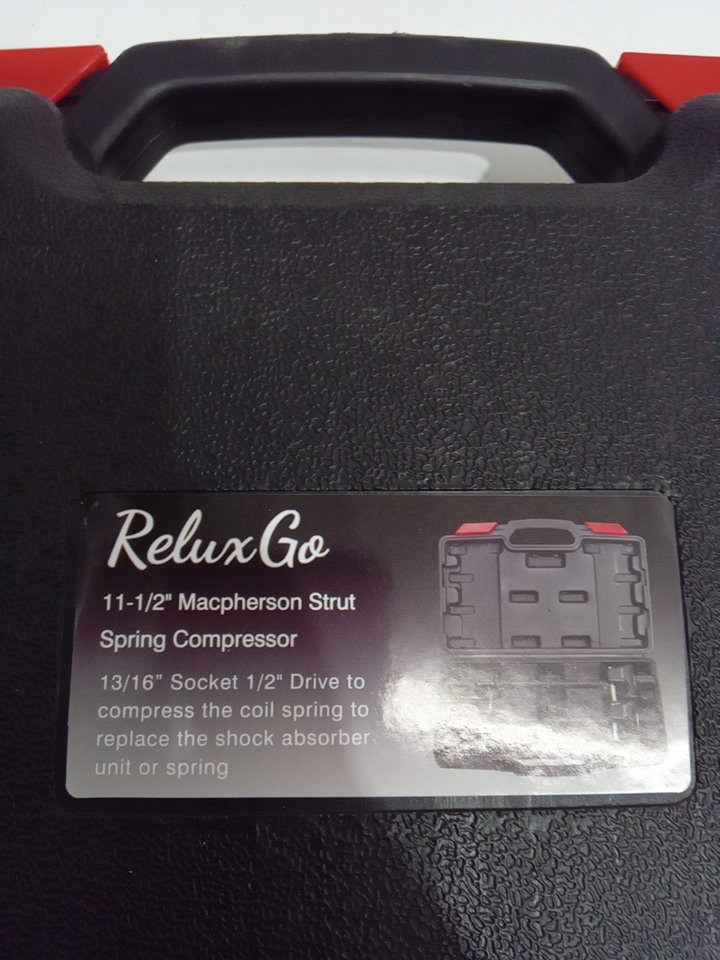 ReluxGo
11-1/2" Macpherson Strut
Spring Compressor
13/16” Socket 1/2" Drive to
compress the coil spring to
replace the shock absorber
unit or spring